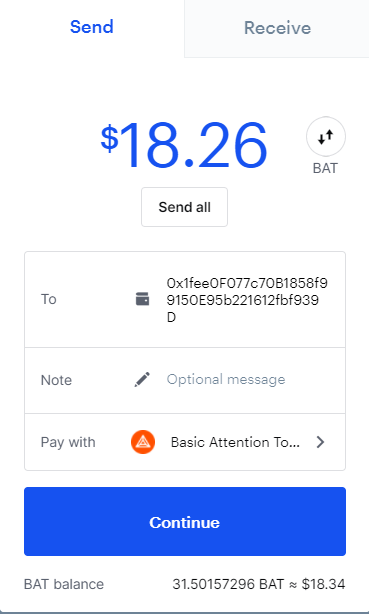 Send Receive
$18.26
BAT
Send all
To 0x1fee0F077c70B1858f9
9150E95b221612fbf939
D
Note Optional message
Pay with Basic Attention To...
Continue
BAT balance 31.50157296 BAT ≈ $18.34